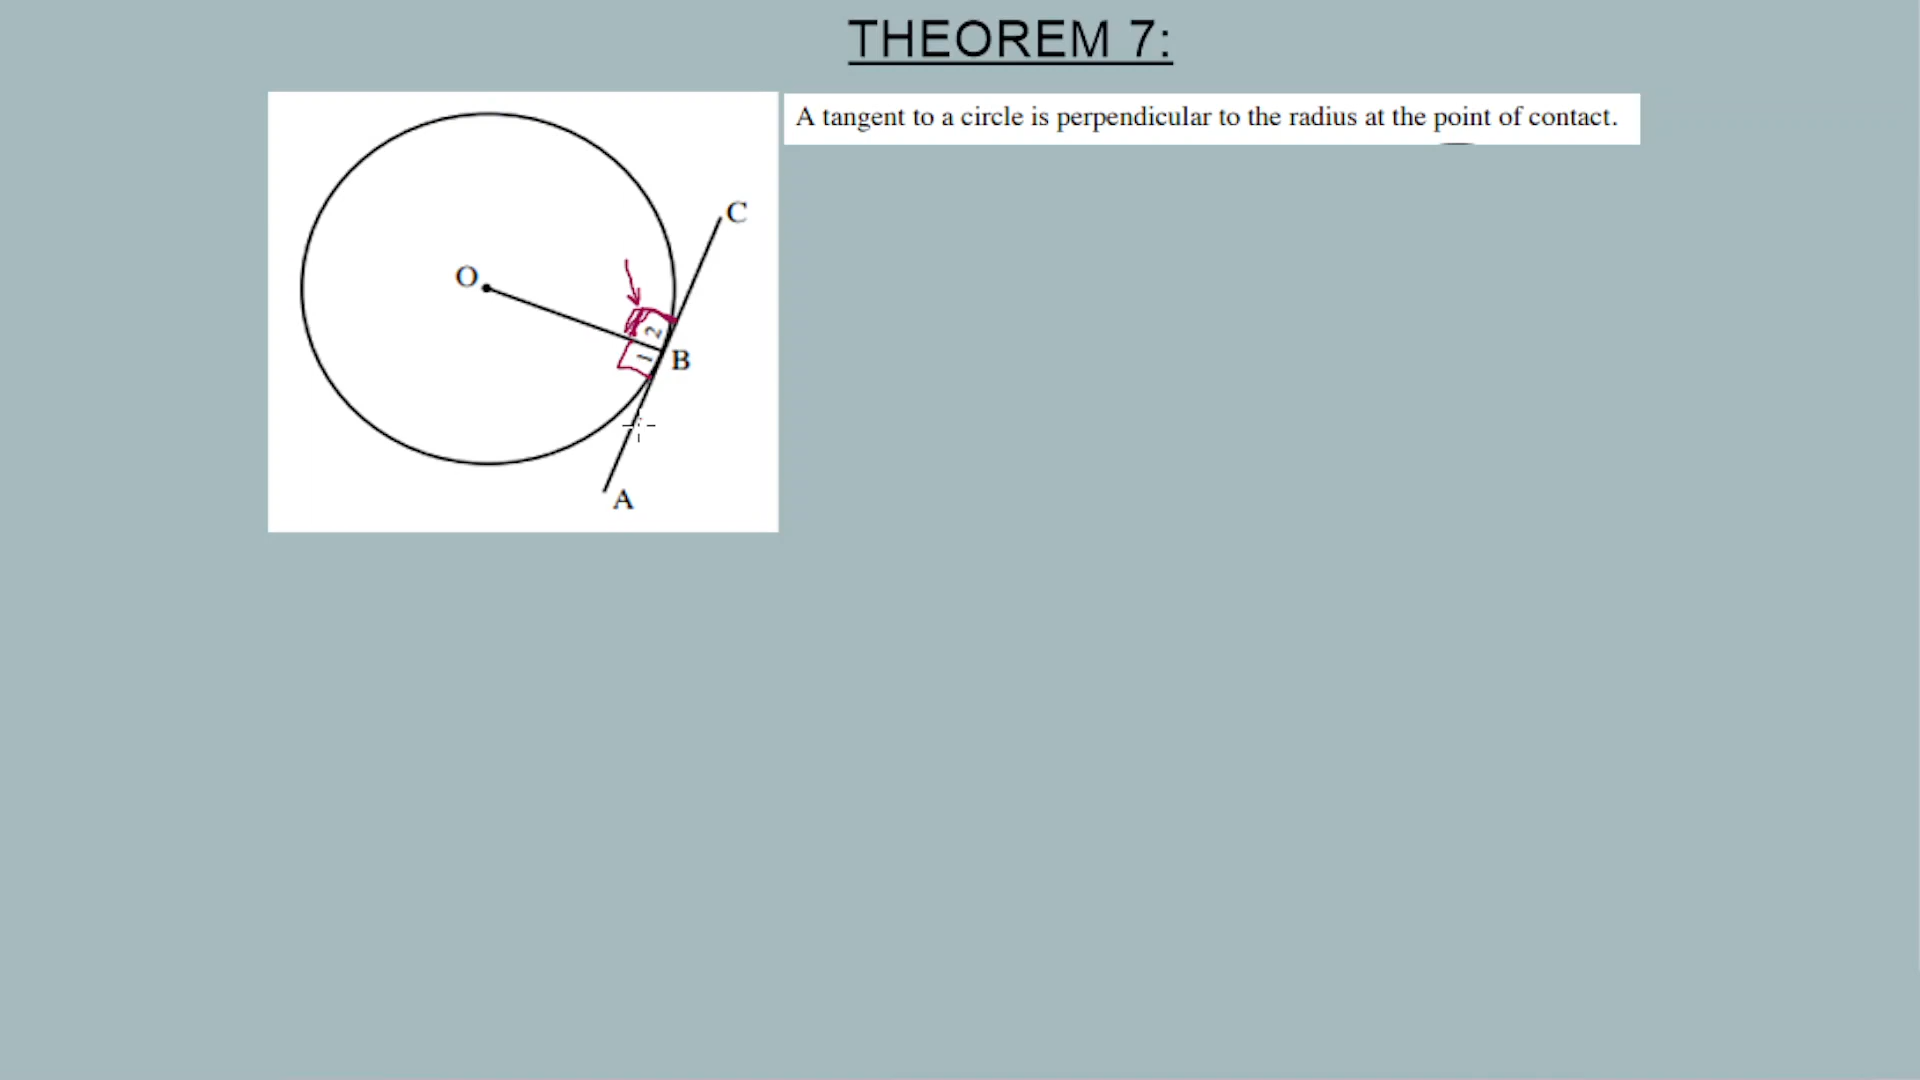 THEOREM 7:
A tangent to a circle is perpendicular to the radius at the point of contact.
C
O
2
1
B
A